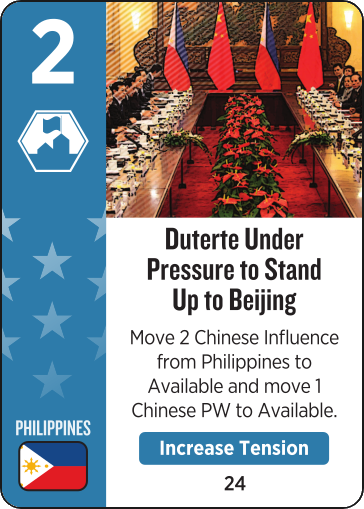 2
Duterte Under
Pressure to Stand
Up to Beijing
Move 2 Chinese Influence
from Philippines to
Available and move 1
Chinese PW to Available.
PHILIPPINES
Increase Tension
24